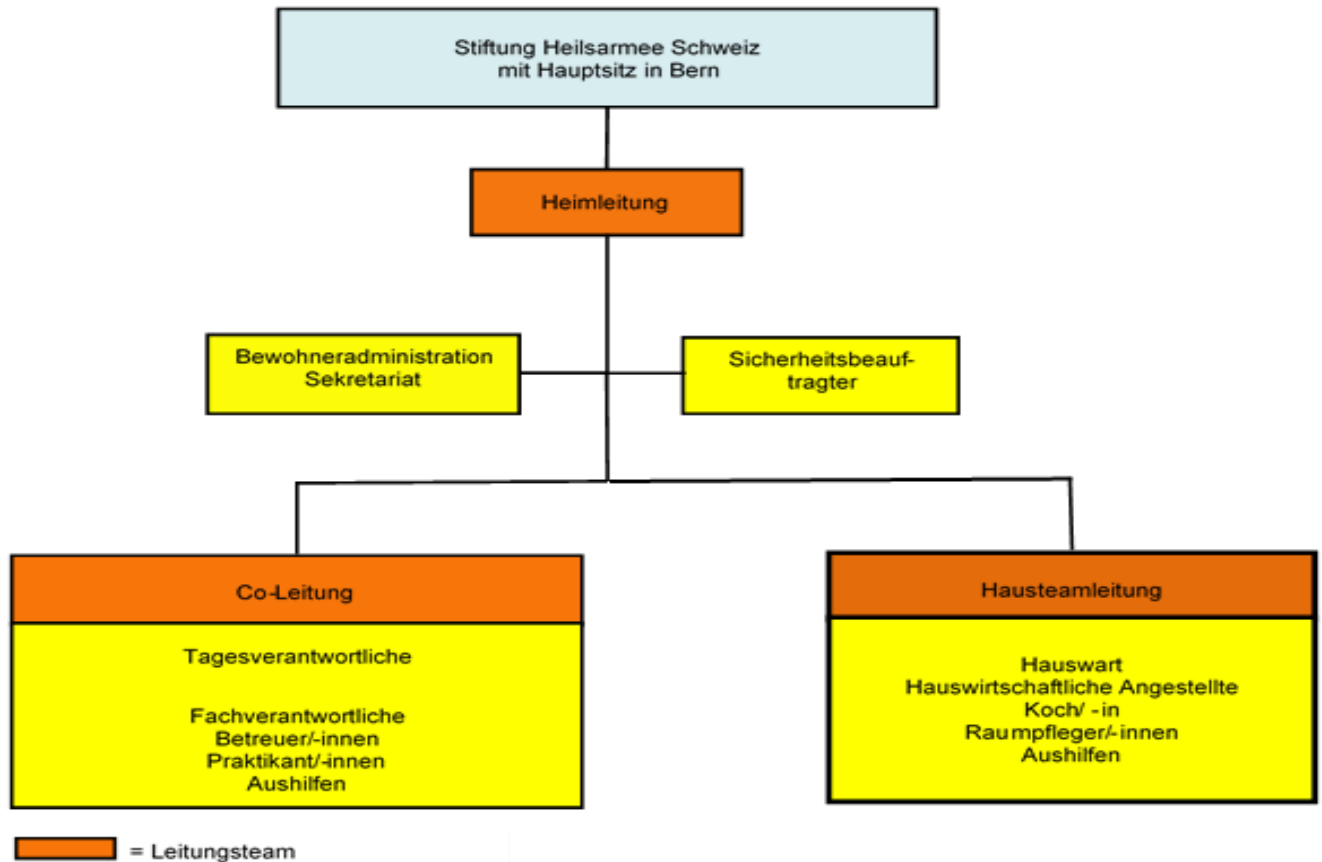 Stiftung Heilsarmee Schweiz
mit Hauptsitz in Bern
Heimleitung
Bewohneradministration
Sekretariat
Sicherheitsbeauf-
tragter
Co-Leitung
Tagesverantwortliche
Fachverantwortliche
Betreuer/-innen
Praktikant/-innen
Aushilfen
Hausteamleitung
Hauswart
Hauswirtschaftliche Angestellte
Koch/ -in
Raumpfleger/-innen
Aushilfen
= Leitungsteam